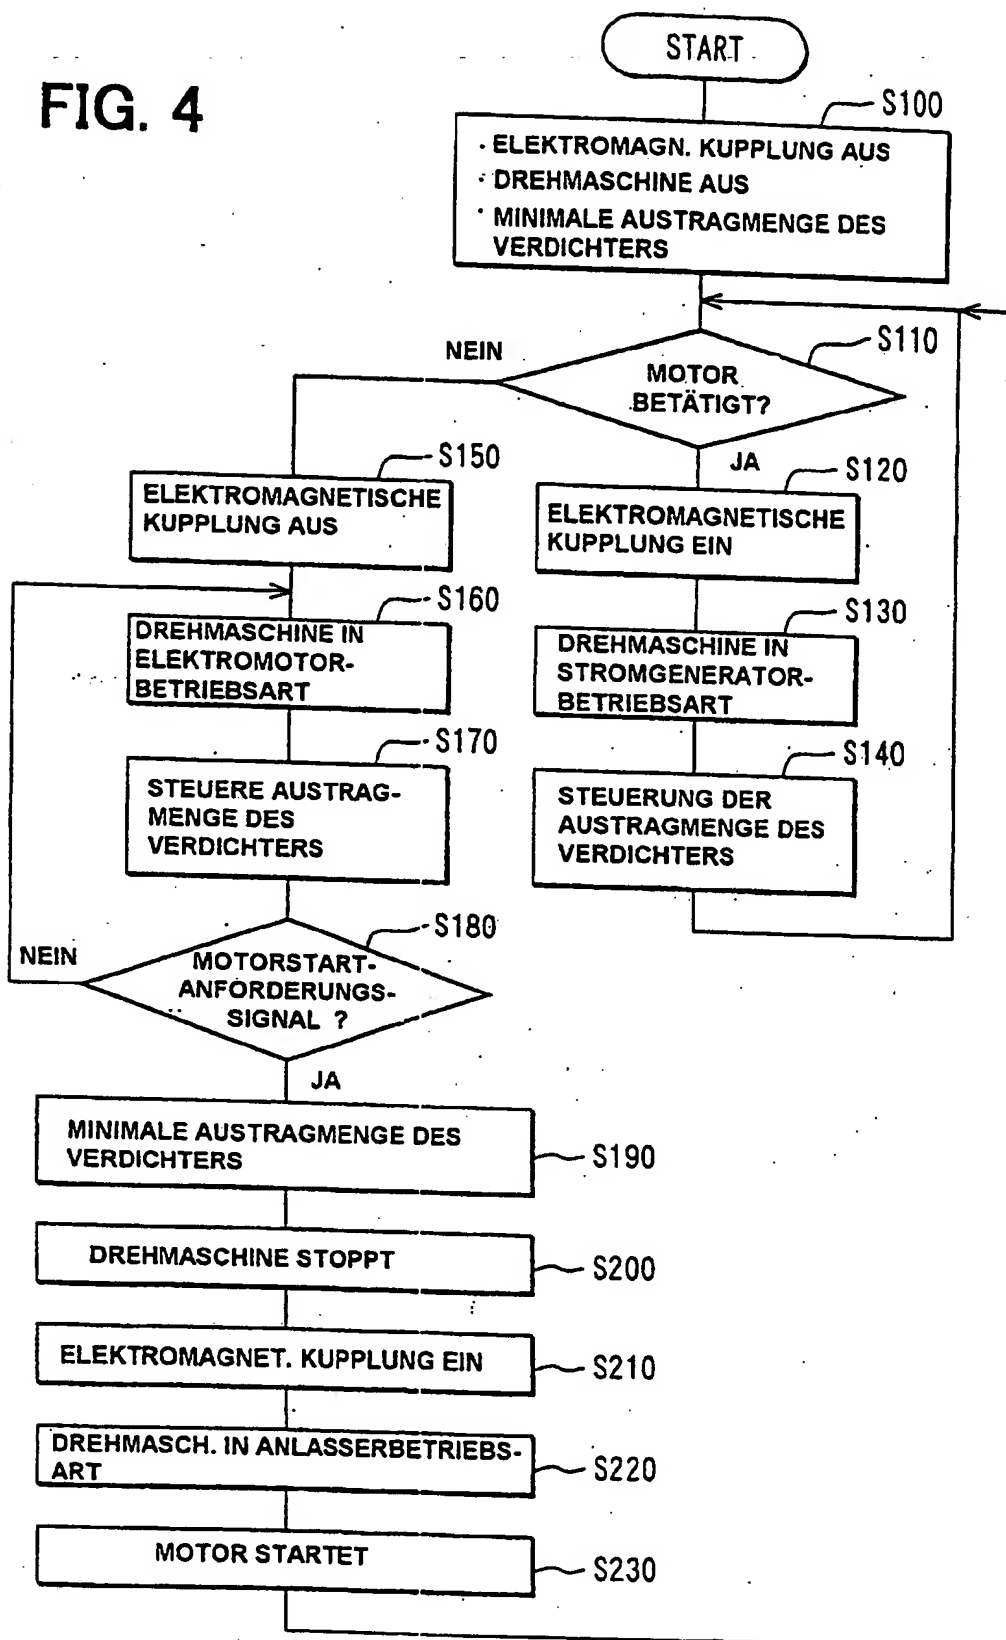 FIG. 4
START
S100
· ELEKTROMAGN. KUPPLUNG AUS
· DREHMASCHINE AUS
· MINIMALE AUSTRAGMENGE DES
VERDICHTERS
S110
NEIN
MOTOR
BETÄTIGT?
JA
S150
ELEKTROMAGNETISCHE
KUPPLUNG AUS
S120
ELEKTROMAGNETISCHE
KUPPLUNG EIN
S160
DREHMASCHINE IN
ELEKTROMOTOR-
BETRIEBSART
S130
DREHMASCHINE IN
STROMGENERATOR-
BETRIEBSART
S170
STEUERE AUSTRAG-
MENGE DES
VERDICHTERS
S140
STEUERUNG DER
AUSTRAGMENGE DES
VERDICHTERS
S180
NEIN
MOTORSTART-
ANFORDERUNGS-
SIGNAL ?
JA
MINIMALE AUSTRAGMENGE DES
VERDICHTERS
S190
DREHMASCHINE STOPPT
S200
ELEKTROMAGNET. KUPPLUNG EIN
S210
DREHMASCH. IN ANLASSERBETRIEBS-
ART
S220
MOTOR STARTET
S230